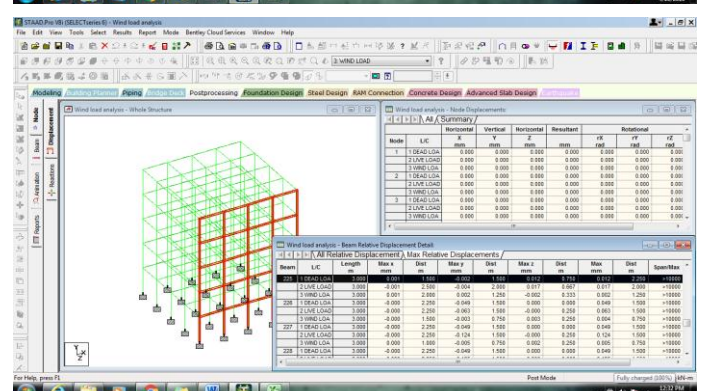 STAAD.Pro V8i (SELECTseries 6) - Wind load analysis
File Edit View Tools Select Results Report Mode Bentley Cloud Services Window Help
3: WIND LOAD
Modeling Building Planner Piping Bridge Deck Postprocessing Foundation Design Steel Design RAM Connection Concrete Design Advanced Slab Design Earthquake
Node
Beam
Animation
Reports
Displacement
Reactions
Wind load analysis - Whole Structure
Y
X
Wind load analysis - Node Displacements:
All Summary
Horizontal Vertical Horizontal Resultant Rotational
Node L/C X mm Y mm Z mm mm rX rad rY rad rZ rad
1 1 DEAD LOA 0.000 0.000 0.000 0.000 0.000 0.000 0.000
2 LIVE LOAD 0.000 0.000 0.000 0.000 0.000 0.000 0.000
3 WIND LOA 0.000 0.000 0.000 0.000 0.000 0.000 0.000
2 1 DEAD LOA 0.000 0.000 0.000 0.000 0.000 0.000 0.000
2 LIVE LOAD 0.000 0.000 0.000 0.000 0.000 0.000 0.000
3 WIND LOA 0.000 0.000 0.000 0.000 0.000 0.000 0.000
3 1 DEAD LOA 0.000 0.000 0.000 0.000 0.000 0.000 0.000
2 LIVE LOAD 0.000 0.000 0.000 0.000 0.000 0.000 0.000
3 WIND LOA 0.000 0.000 0.000 0.000 0.000 0.000 0.000
Wind load analysis - Beam Relative Displacement Detail:
All Relative Displacement Max Relative Displacements
Beam L/C Length m Max x mm Dist m Max y mm Dist m Max z mm Dist m Max mm Dist m Span/Max
225 1 DEAD LOA 3.000 0.001 1.500 -0.002 1.500 0.012 0.750 0.012 2.250 >10000
2 LIVE LOAD 3.000 -0.001 2.500 -0.004 2.000 0.017 0.667 0.017 2.000 >10000
3 WIND LOA 3.000 0.001 2.000 0.002 1.250 -0.002 0.333 0.002 1.250 >10000
226 1 DEAD LOA 3.000 -0.000 2.250 -0.049 1.500 0.000 0.000 0.049 1.500 >10000
2 LIVE LOAD 3.000 -0.000 2.250 -0.063 1.500 -0.000 0.250 0.063 1.500 >10000
3 WIND LOA 3.000 -0.000 1.500 -0.003 0.750 0.003 0.250 0.004 0.750 >10000
227 1 DEAD LOA 3.000 -0.000 2.250 -0.049 1.500 0.000 0.000 0.049 1.500 >10000
2 LIVE LOAD 3.000 -0.000 2.250 -0.124 1.500 -0.000 0.250 0.124 1.500 >10000
3 WIND LOA 3.000 0.000 1.000 -0.005 0.750 0.002 0.250 0.005 0.750 >10000
228 1 DEAD LOA 3.000 -0.000 2.250 -0.049 1.500 -0.000 0.250 0.049 1.500 >10000
For Help, press F1
Post Mode
Fully charged (100%)
kN-m
12:32 PM